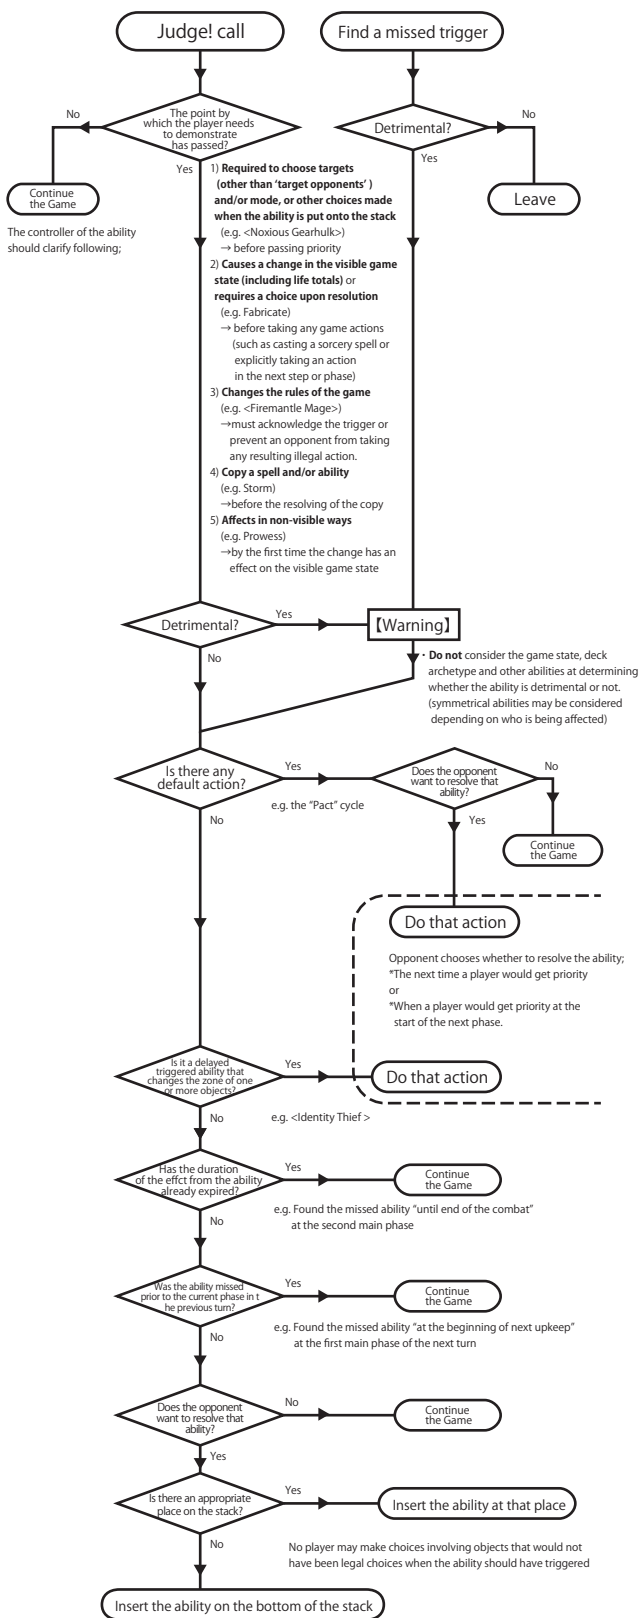 Judge! call
Find a missed trigger
The point by
which the player needs
to demonstrate
has passed?
No
Yes
Continue
the Game
The controller of the ability
should clarify following;
Detrimental?
No
Yes
Leave
1) Required to choose targets
(other than ‘target opponents’ )
and/or mode, or other choices made
when the ability is put onto the stack
(e.g. <Noxious Gearhulk>)
→ before passing priority
2) Causes a change in the visible game
state (including life totals) or
requires a choice upon resolution
(e.g. Fabricate)
→ before taking any game actions
(such as casting a sorcery spell or
explicitly taking an action
in the next step or phase)
3) Changes the rules of the game
(e.g. <Firemantle Mage>)
→must acknowledge the trigger or
prevent an opponent from taking
any resulting illegal action.
4) Copy a spell and/or ability
(e.g. Storm)
→before the resolving of the copy
5) Affects in non-visible ways
(e.g. Prowess)
→by the first time the change has an
effect on the visible game state
Detrimental?
Yes
No
【Warning】
・Do not consider the game state, deck
archetype and other abilities at determining
whether the ability is detrimental or not.
(symmetrical abilities may be considered
depending on who is being affected)
Is there any
default action?
Yes
No
e.g. the “Pact” cycle
Does the opponent
want to resolve that
ability?
No
Yes
Continue
the Game
Do that action
Opponent chooses whether to resolve the ability;
*The next time a player would get priority
or
*When a player would get priority at the
start of the next phase.
Is it a delayed
triggered ability that
changes the zone of one
or more objects?
Yes
No
Do that action
e.g. <Identity Thief >
Has the duration
of the effct from the ability
already expired?
Yes
No
Continue
the Game
e.g. Found the missed ability “until end of the combat”
at the second main phase
Was the ability missed
prior to the current phase in t
he previous turn?
Yes
No
Continue
the Game
e.g. Found the missed ability “at the beginning of next upkeep”
at the first main phase of the next turn
Does the opponent
want to resolve that
ability?
No
Yes
Continue
the Game
Is there an appropriate
place on the stack?
Yes
No
Insert the ability at that place
No player may make choices involving objects that would not
have been legal choices when the ability should have triggered
Insert the ability on the bottom of the stack